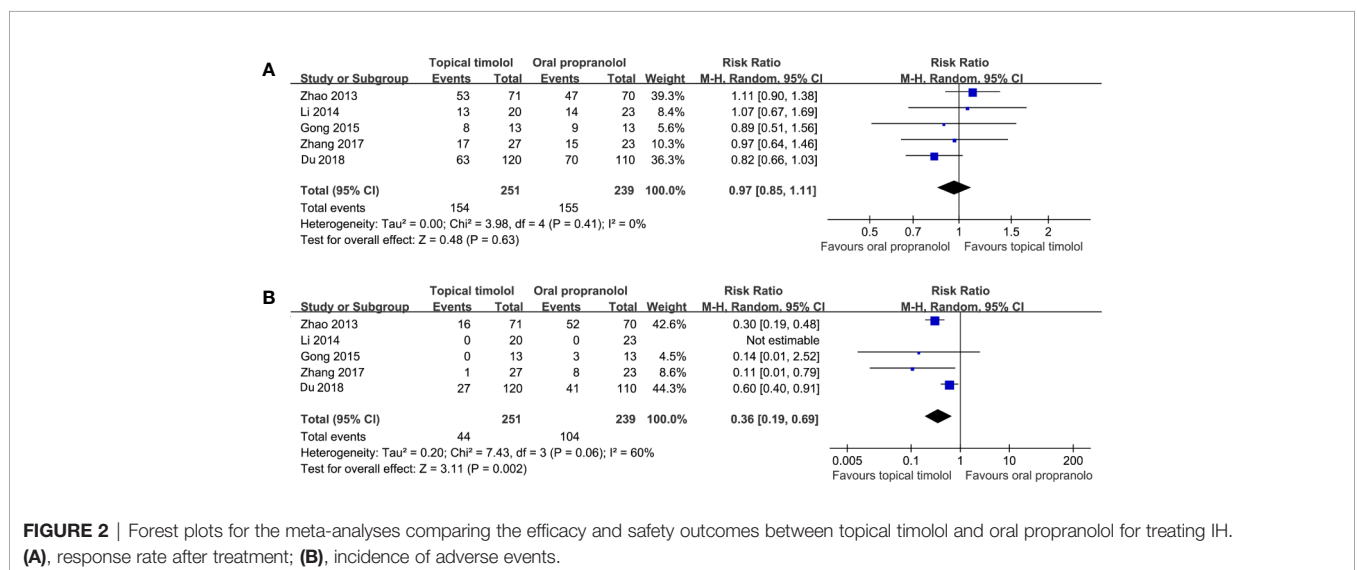 A
Topical timolol Oral propranolol Risk Ratio Risk Ratio
Study or Subgroup Events Total Events Total Weight M-H, Random, 95% CI M-H, Random, 95% CI
Zhao 2013 53 71 47 70 39.3% 1.11 [0.90, 1.38]
Li 2014 13 20 14 23 8.4% 1.07 [0.67, 1.69]
Gong 2015 8 13 9 13 5.6% 0.89 [0.51, 1.56]
Zhang 2017 17 27 15 23 10.3% 0.97 [0.64, 1.46]
Du 2018 63 120 70 110 36.3% 0.82 [0.66, 1.03]
Total (95% CI) 251 239 100.0% 0.97 [0.85, 1.11]
Total events 154 155
Heterogeneity: Tau² = 0.00; Chi² = 3.98, df = 4 (P = 0.41); I² = 0%
Test for overall effect: Z = 0.48 (P = 0.63)
0.5 0.7 1 1.5 2
Favours oral propranolol Favours topical timolol
B
Topical timolol Oral propranolol Risk Ratio Risk Ratio
Study or Subgroup Events Total Events Total Weight M-H, Random, 95% CI M-H, Random, 95% CI
Zhao 2013 16 71 52 70 42.6% 0.30 [0.19, 0.48]
Li 2014 0 20 0 23 Not estimable
Gong 2015 0 13 3 13 4.5% 0.14 [0.01, 2.52]
Zhang 2017 1 27 8 23 8.6% 0.11 [0.01, 0.79]
Du 2018 27 120 41 110 44.3% 0.60 [0.40, 0.91]
Total (95% CI) 251 239 100.0% 0.36 [0.19, 0.69]
Total events 44 104
Heterogeneity: Tau² = 0.20; Chi² = 7.43, df = 3 (P = 0.06); I² = 60%
Test for overall effect: Z = 3.11 (P = 0.002)
0.005 0.1 1 10 200
Favours topical timolol Favours oral propranolo
FIGURE 2 | Forest plots for the meta-analyses comparing the efficacy and safety outcomes between topical timolol and oral propranolol for treating IH.
(A), response rate after treatment; (B), incidence of adverse events.